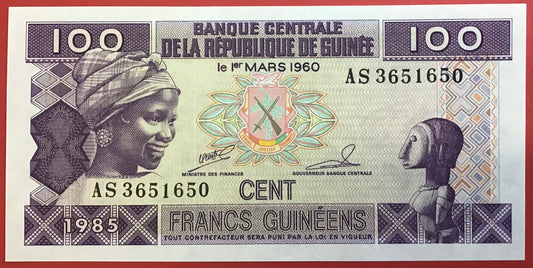 100
BANQUE CENTRALE
DE LA RÉPUBLIQUE DE GUINÉE
100
le 1er MARS 1960
AS 3651650
MINISTRE DES FINANCES
GOUVERNEUR BANQUE CENTRALE
AS 3651650
CENT
1985
FRANCS GUINÉENS
TOUT CONTREFACTEUR SERA PUNI PAR LA LOI EN VIGUEUR